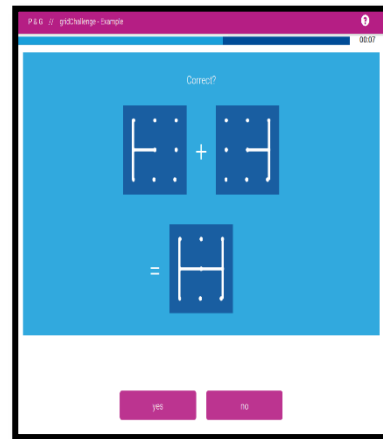 P & G // gridChallenge - Example
?
00:07
Correct?
+
=
yes
no